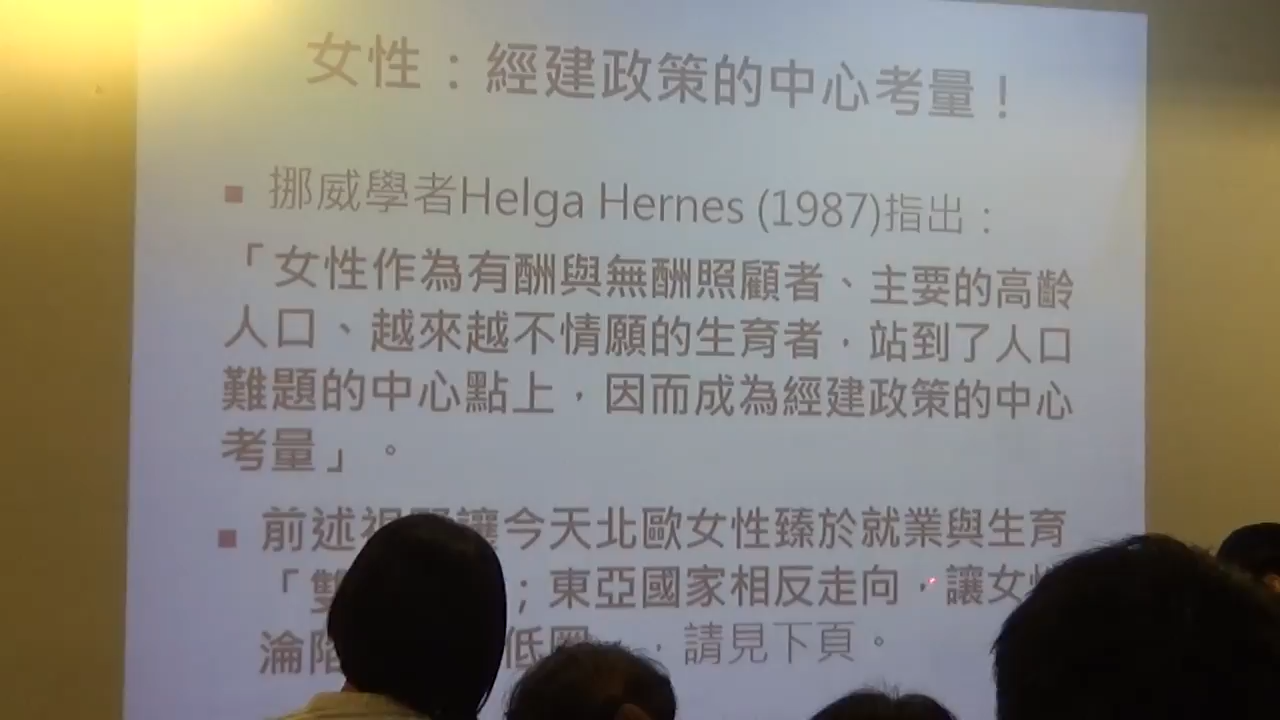 女性：經建政策的中心考量！
■ 挪威學者Helga Hernes (1987)指出：
「女性作為有酬與無酬照顧者、主要的高齡
人口、越來越不情願的生育者，站到了人口
難題的中心點上，因而成為經建政策的中心
考量」。
■ 前述視野讓今天北歐女性臻於就業與生育
「雙；東亞國家相反走向，讓女性
淪陷低，請見下頁。